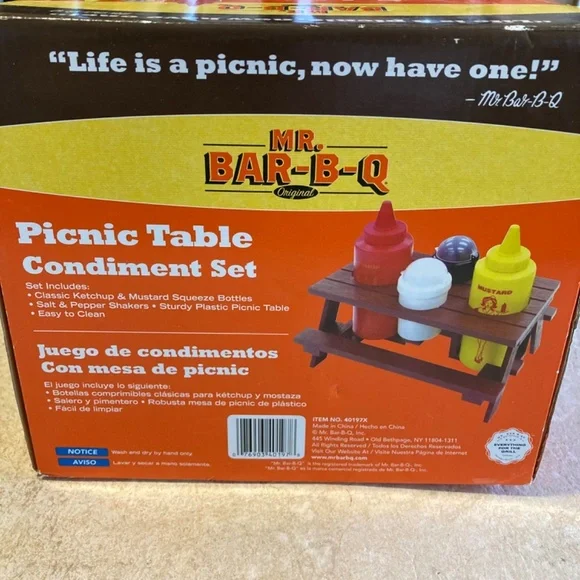 “Life is a picnic, now have one!”
– Mr Bar-B-Q
MR.
BAR-B-Q
Original
Picnic Table
Condiment Set
Set Includes:
• Classic Ketchup & Mustard Squeeze Bottles
• Salt & Pepper Shakers • Sturdy Plastic Picnic Table
• Easy to Clean
MUSTARD
Juego de condimentos
Con mesa de picnic
El juego incluye lo siguiente:
• Botellas comprimibles clásicas para kétchup y mostaza
• Salero y pimentero • Robusta mesa de picnic de plástico
• Fácil de limpiar
NOTICE Wash and dry by hand only.
AVISO Lavar y secar a mano solamente.
ITEM NO. 40197X
Made in China / Hecho en China
© Mr. Bar-B-Q, Inc.
445 Winding Road • Old Bethpage, NY 11804-1311
All Rights Reserved / Todos los Derechos Reservados
Visit Our Website At / Visite Nuestra Página de Internet
www.mrbarbq.com
"Mr. Bar-B-Q" is the registered trademark of Mr. Bar-B-Q, Inc.
"Mr. Bar-B-Q" es la marca comercial registrada de Mr. Bar-B-Q, Inc.
EVERYTHING
FOR THE
GRILL